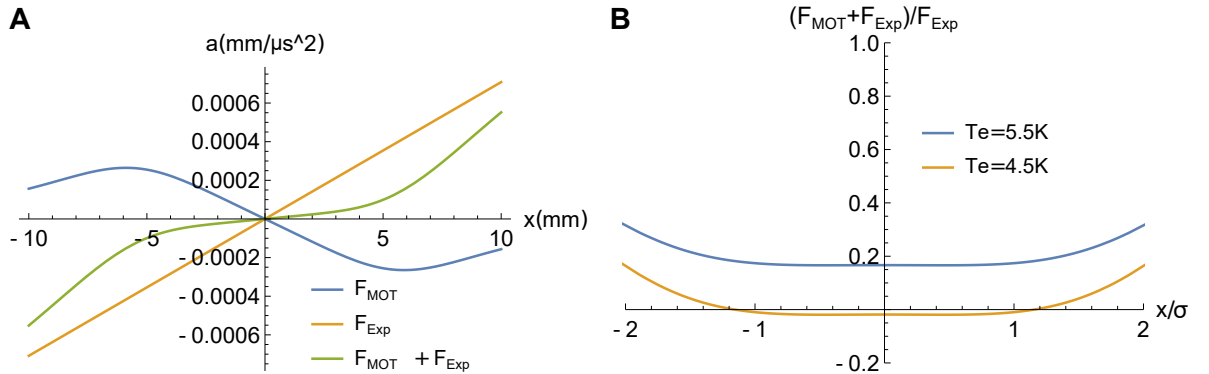 A
a(mm/μs^2)
0.0006
0.0004
0.0002
-10
-5
5
10
x(mm)
-0.0002
-0.0004
-0.0006
F_MOT
F_Exp
F_MOT + F_Exp
B
(F_MOT+F_Exp)/F_Exp
1.0
0.8
0.6
0.4
0.2
-2
-1
1
2
x/σ
-0.2
Te=5.5K
Te=4.5K